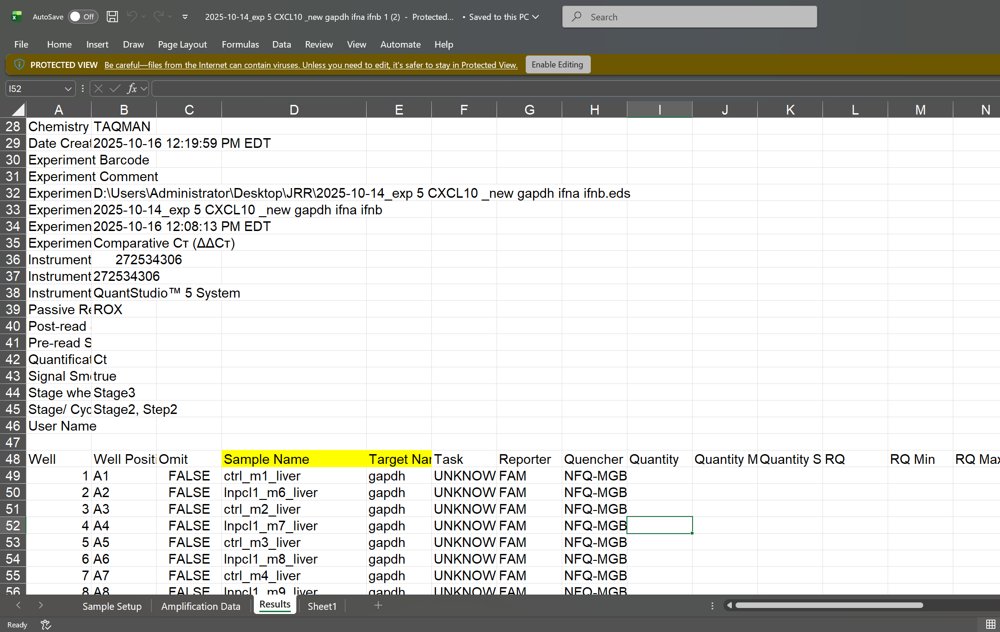 AutoSave Off 2025-10-14_exp 5 CXCL10 _new gapdh ifna ifnb 1 (2) - Protected... • Saved to this PC Search
File Home Insert Draw Page Layout Formulas Data Review View Automate Help
PROTECTED VIEW Be careful—files from the Internet can contain viruses. Unless you need to edit, it's safer to stay in Protected View. Enable Editing
I52 fx
A B C D E F G H I J K L M N
28 Chemistry TAQMAN
29 Date Creat 2025-10-16 12:19:59 PM EDT
30 Experiment Barcode
31 Experiment Comment
32 Experimen D:\Users\Administrator\Desktop\JRR\2025-10-14_exp 5 CXCL10 _new gapdh ifna ifnb.eds
33 Experimen 2025-10-14_exp 5 CXCL10 _new gapdh ifna ifnb
34 Experimen 2025-10-16 12:08:13 PM EDT
35 Experimen Comparative Cт (ΔΔCт)
36 Instrument 272534306
37 Instrument 272534306
38 Instrument QuantStudio™ 5 System
39 Passive Re ROX
40 Post-read
41 Pre-read S
42 Quantificat Ct
43 Signal Smo true
44 Stage whe Stage3
45 Stage/ Cyc Stage2, Step2
46 User Name
47
48 Well Well Positi Omit Sample Name Target Nar Task Reporter Quencher Quantity Quantity M Quantity S RQ RQ Min RQ Max
49 1 A1 FALSE ctrl_m1_liver gapdh UNKNOW FAM NFQ-MGB
50 2 A2 FALSE lnpcl1_m6_liver gapdh UNKNOW FAM NFQ-MGB
51 3 A3 FALSE ctrl_m2_liver gapdh UNKNOW FAM NFQ-MGB
52 4 A4 FALSE lnpcl1_m7_liver gapdh UNKNOW FAM NFQ-MGB
53 5 A5 FALSE ctrl_m3_liver gapdh UNKNOW FAM NFQ-MGB
54 6 A6 FALSE lnpcl1_m8_liver gapdh UNKNOW FAM NFQ-MGB
55 7 A7 FALSE ctrl_m4_liver gapdh UNKNOW FAM NFQ-MGB
56 8 A8 FALSE lnpcl1_m9_liver gapdh UNKNOW FAM NFQ-MGB
Sample Setup Amplification Data Results Sheet1
Ready